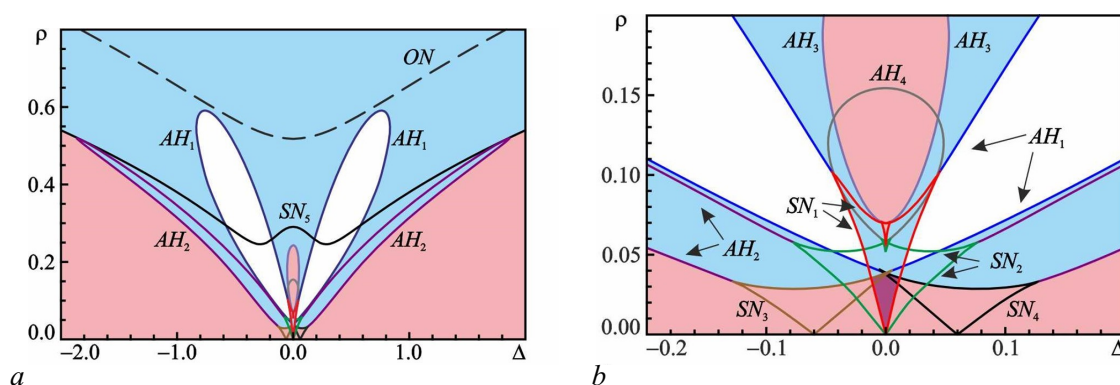 ρ
ON
0.6
AH₁ AH₁
0.4
SN₅
AH₂ AH₂
0.2
0.0
−2.0 −1.0 0.0 1.0 Δ
a
ρ
AH₃ AH₃
AH₄
0.15
AH₁
0.10
SN₁
0.05
AH₂ SN₂
SN₃ SN₄
0.00
−0.2 −0.1 0.0 0.1 Δ
b